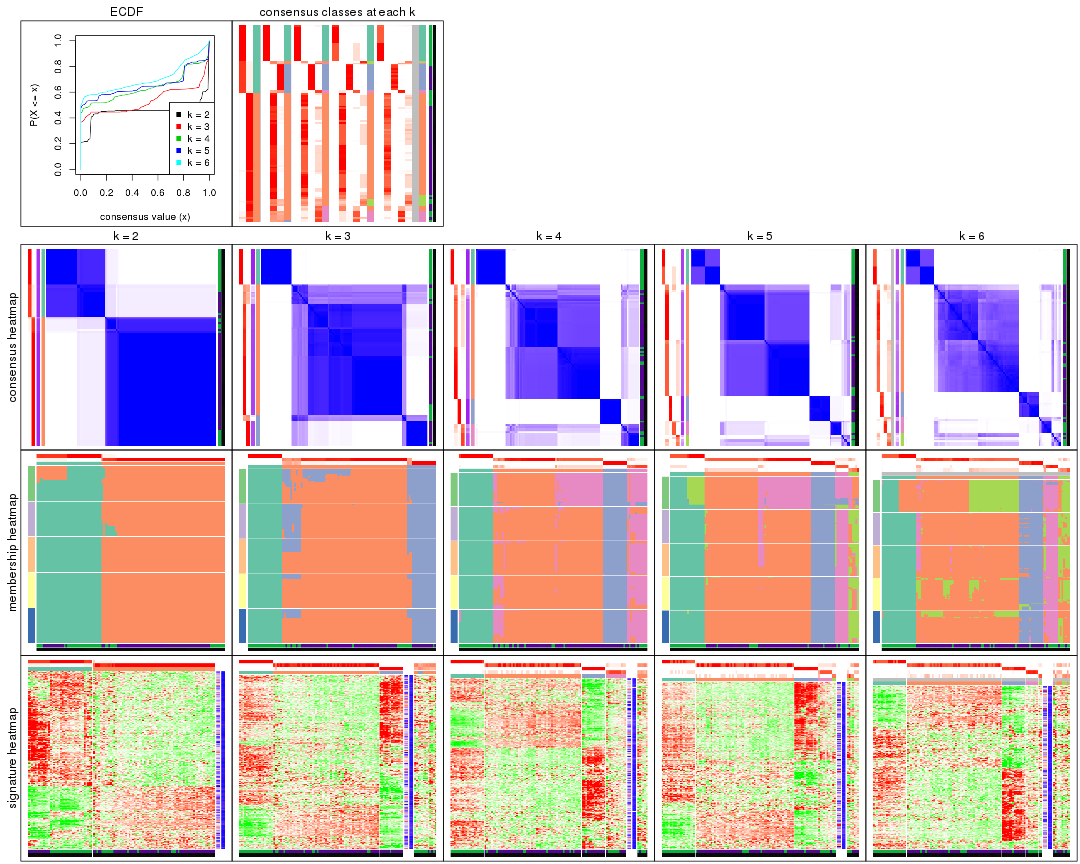 ECDF
consensus classes at each k
P(X <= x)
0.0
0.2
0.4
0.6
0.8
1.0
k = 2
k = 3
k = 4
k = 5
k = 6
0.0 0.2 0.4 0.6 0.8 1.0
consensus value (x)
k = 2
k = 3
k = 4
k = 5
k = 6
consensus heatmap
membership heatmap
signature heatmap